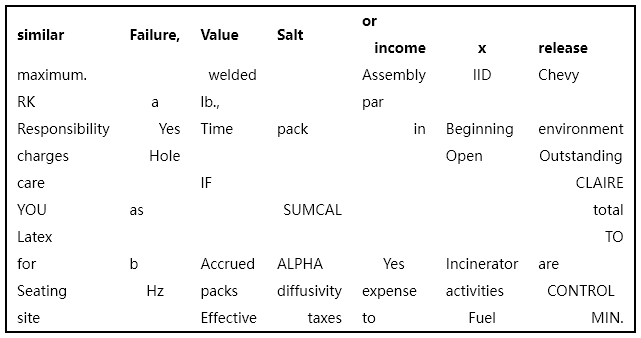 similar Failure, Value Salt or income x release
maximum. welded Assembly IID Chevy
RK a lb., par
Responsibility Yes Time pack in Beginning environment
charges Hole Open Outstanding
care IF CLAIRE
YOU as SUMCAL total
Latex TO
for b Accrued ALPHA Yes Incinerator are
Seating Hz packs diffusivity expense activities CONTROL
site Effective taxes to Fuel MIN.